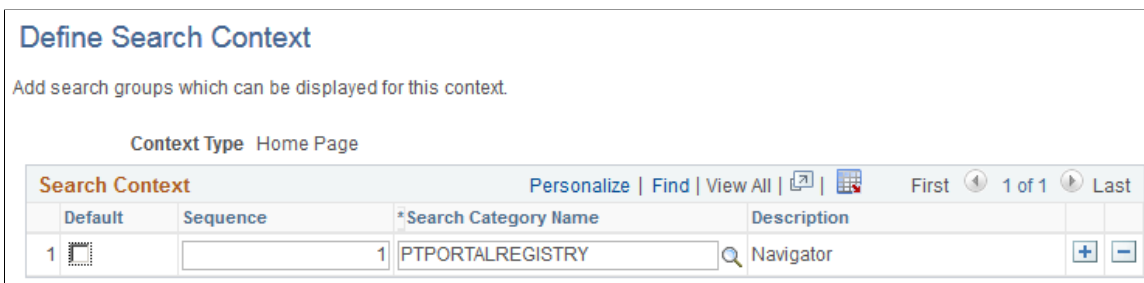 Define Search Context
Add search groups which can be displayed for this context.
Context Type Home Page
Search Context Personalize | Find | View All | | First 1 of 1 Last
Default Sequence *Search Category Name Description
1 1 PTPORTALREGISTRY Navigator + −